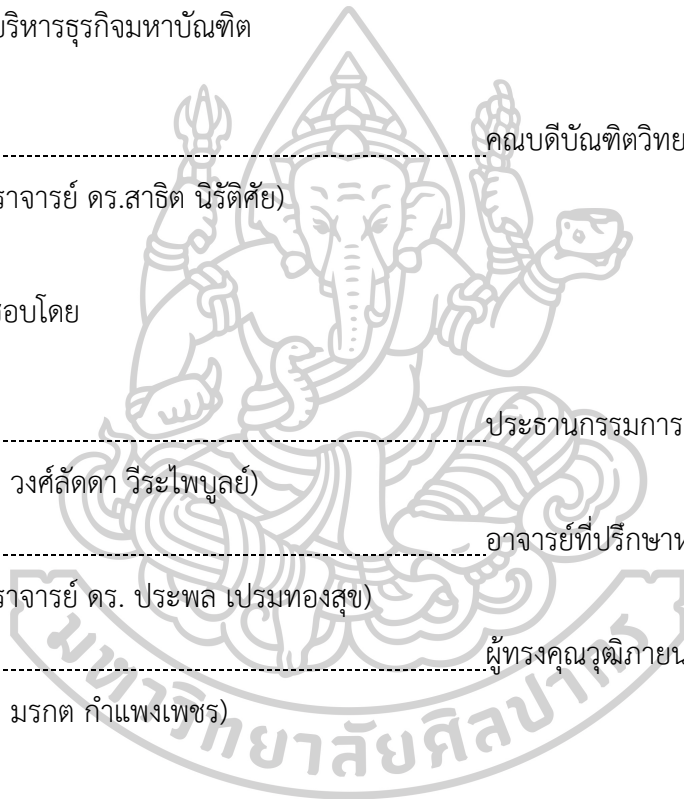 บริหารธุรกิจมหาบัณฑิต
คณบดีบัณฑิตวิทย
ราจารย์ ดร.สาธิต นิรัติศัย)
สอบโดย
ประธานกรรมการ
วงศ์ลัดดา วีระไพบูลย์)
อาจารย์ที่ปรึกษาห
ราจารย์ ดร. ประพล เปรมทองสุข)
ผู้ทรงคุณวุฒิภายน
มรกต กำแพงเพชร)
มหาวิทยาลัยศิลปากร